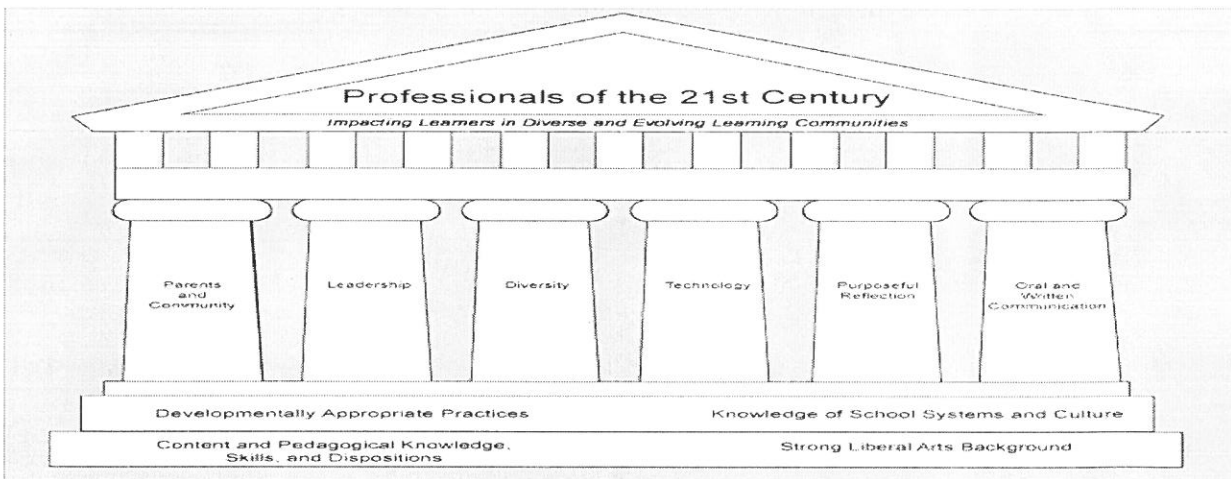 Professionals of the 21st Century
Impacting Learners in Diverse and Evolving Learning Communities
Parents
and
Community
Leadership
Diversity
Technology
Purposeful
Reflection
Oral and
Written
Communication
Developmentally Appropriate Practices
Knowledge of School Systems and Culture
Content and Pedagogical Knowledge,
Skills, and Dispositions
Strong Liberal Arts Background